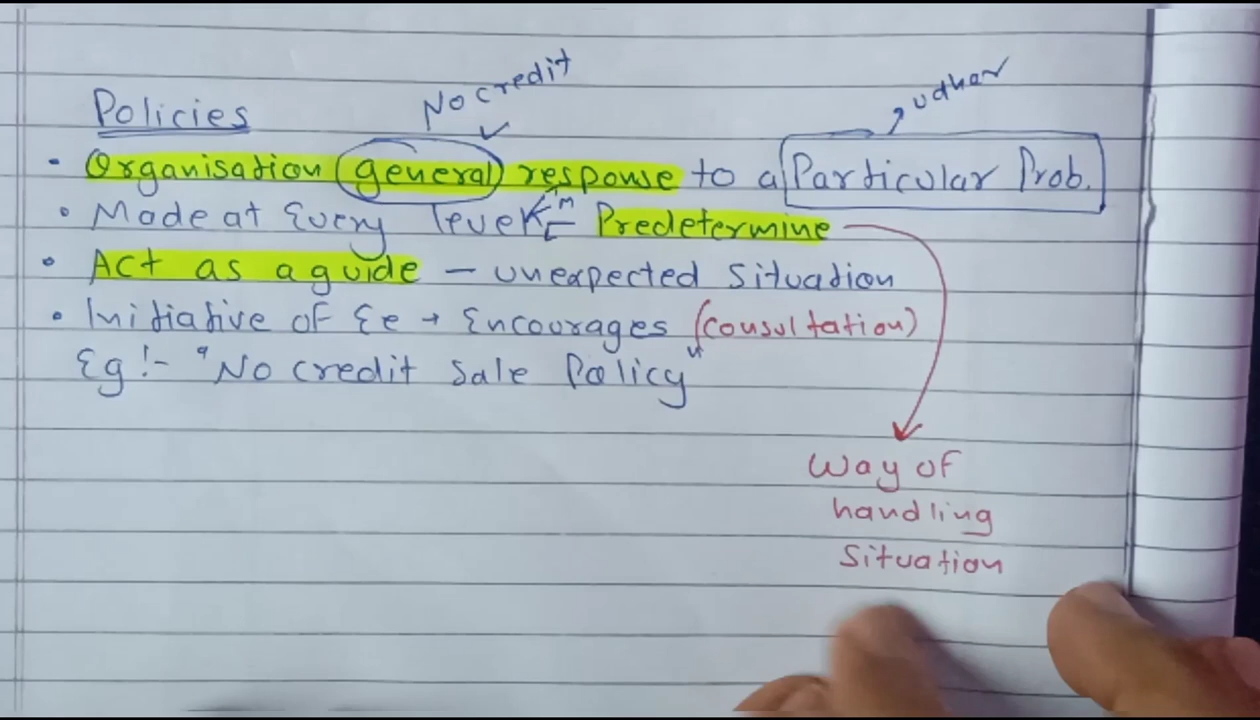 No credit
udhar
Policies
• Organisation general response to a Particular Prob.
• Made at Every level M L Predetermine
• Act as a guide – unexpected situation
• Initiative of Ee → Encourages (consultation)
Eg:- "No credit Sale Policy"
Way of
handling
Situation